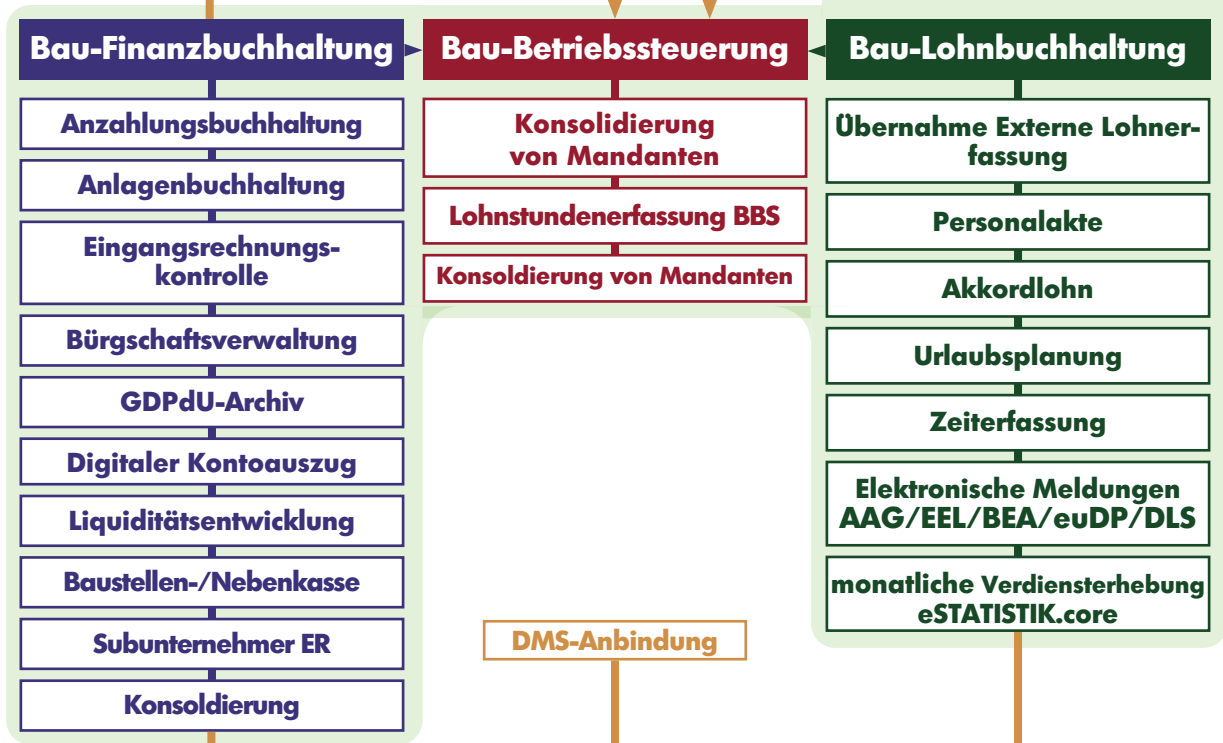 Bau-Finanzbuchhaltung
Anzahlungsbuchhaltung
Anlagenbuchhaltung
Eingangsrechnungs-
kontrolle
Bürgschaftsverwaltung
GDPdU-Archiv
Digitaler Kontoauszug
Liquiditätsentwicklung
Baustellen-/Nebenkasse
Subunternehmer ER
Konsoldierung
Bau-Betriebssteuerung
Konsolidierung
von Mandanten
Lohnstundenerfassung BBS
Konsoldierung von Mandanten
DMS-Anbindung
Bau-Lohnbuchhaltung
Übernahme Externe Lohner-
fassung
Personalakte
Akkordlohn
Urlaubsplanung
Zeiterfassung
Elektronische Meldungen
AAG/EEL/BEA/euDP/DLS
monatliche Verdiensterhebung
eSTATISTIK.core